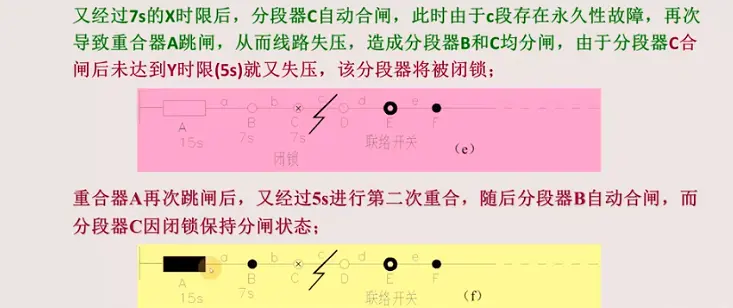 又经过7s的X时限后，分段器C自动合闸，此时由于c段存在永久性故障，再次
导致重合器A跳闸，从而线路失压，造成分段器B和C均分闸，由于分段器C合
闸后未达到Y时限(5s)就又失压，该分段器将被闭锁；
a b c d e
A B C D E F
15s 7s 7s 联络开关 （e）
闭锁
重合器A再次跳闸后，又经过5s进行第二次重合，随后分段器B自动合闸，而
分段器C因闭锁保持分闸状态；
a b c d e
A B C D E F
15s 7s 联络开关 （f）